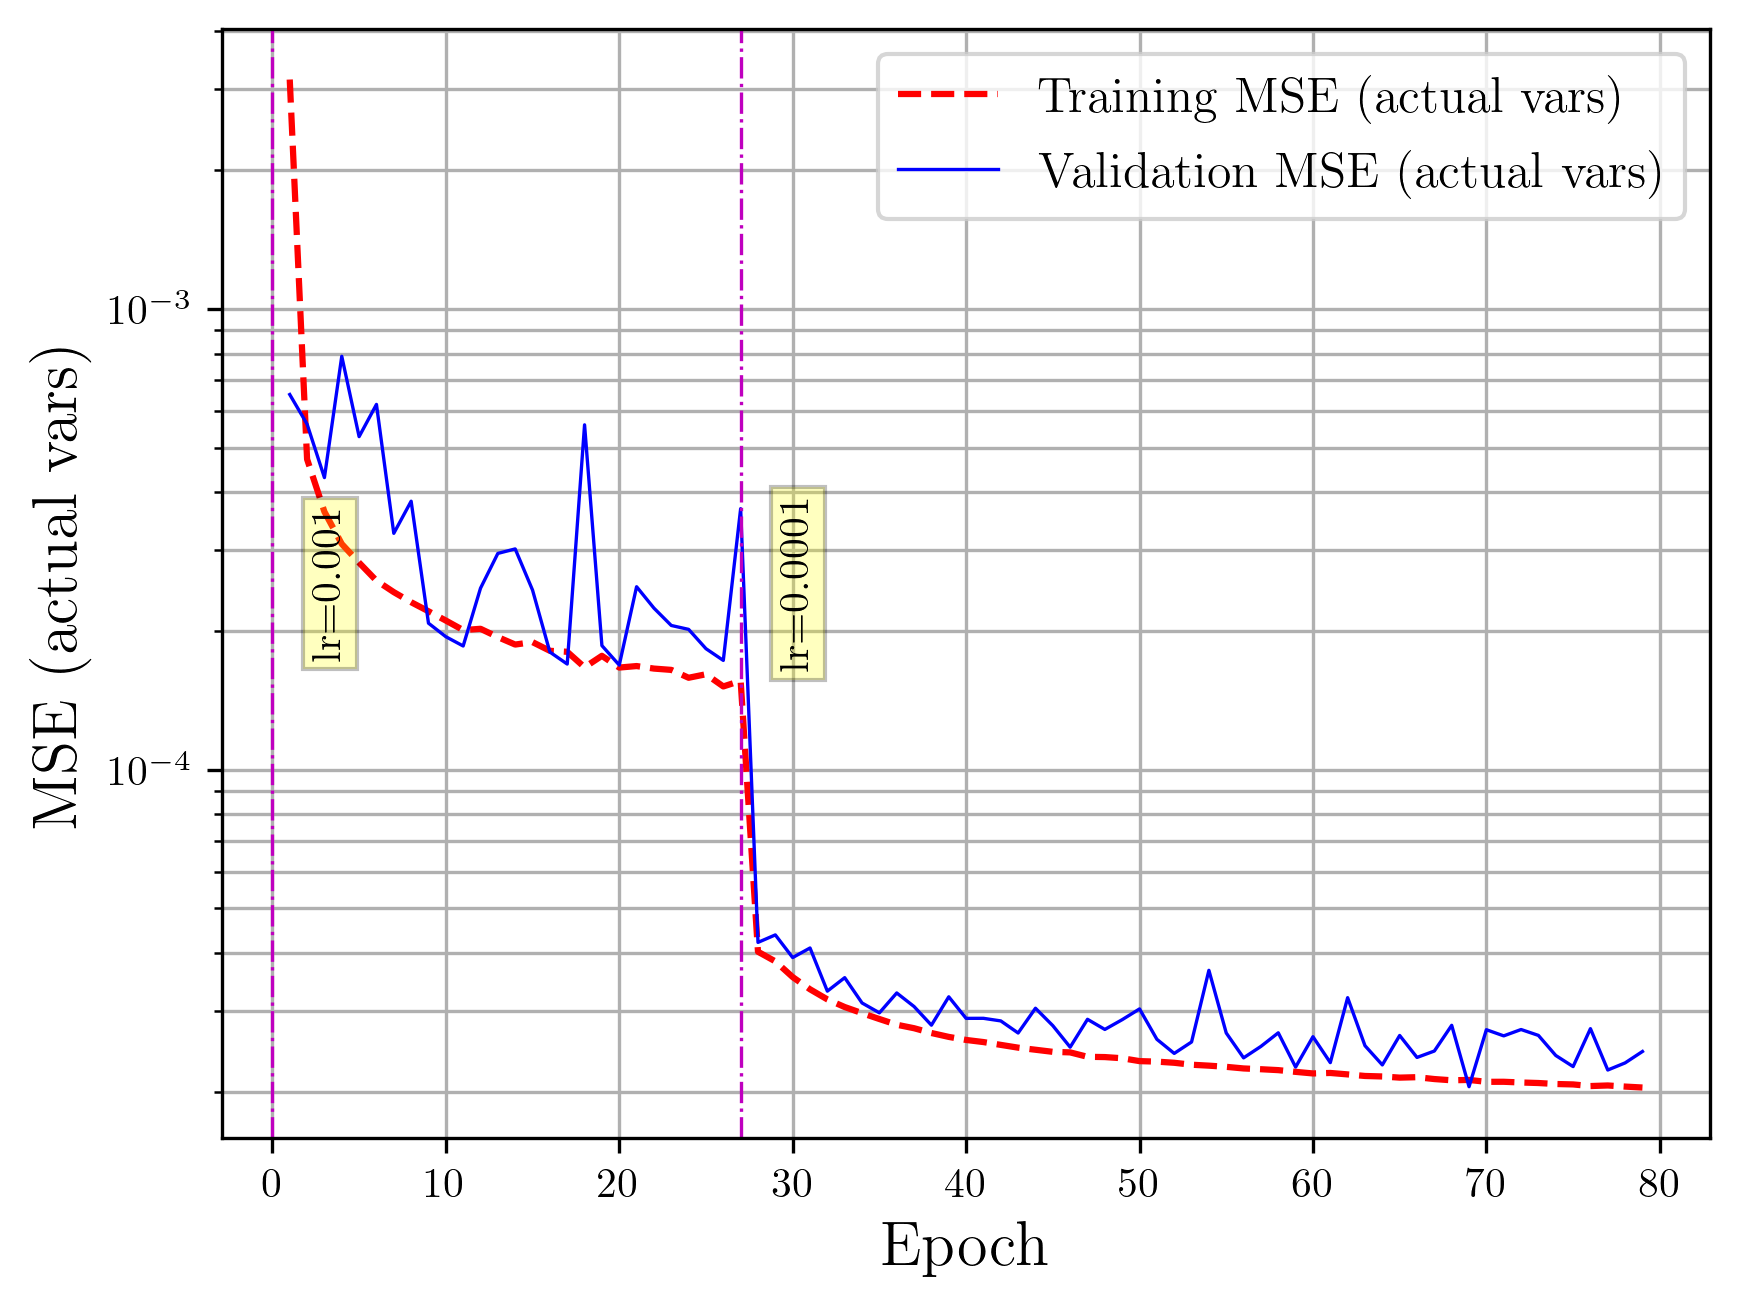 Training MSE (actual vars)
Validation MSE (actual vars)
MSE (actual vars)
10⁻³
10⁻⁴
lr=0.001
lr=0.0001
0 10 20 30 40 50 60 70 80
Epoch